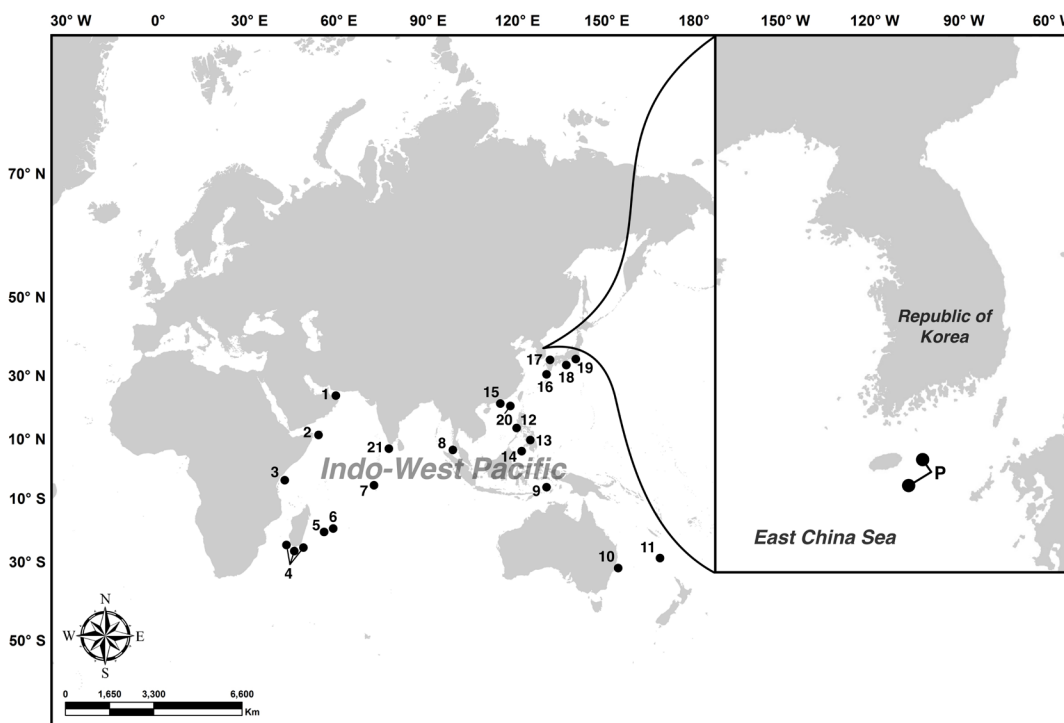 30° W 0° 30° E 60° E 90° E 120° E 150° E 180° 150° W 120° W 90° W 60° W
70° N
50° N
30° N
10° N
10° S
30° S
50° S
1
2
3
4
5
6
7
21
8
9
10
11
12
13
14
15
20
16
17
18
19
Indo-West Pacific
Republic of
Korea
P
East China Sea
N
W E
S
0 1,650 3,300 6,600
Km